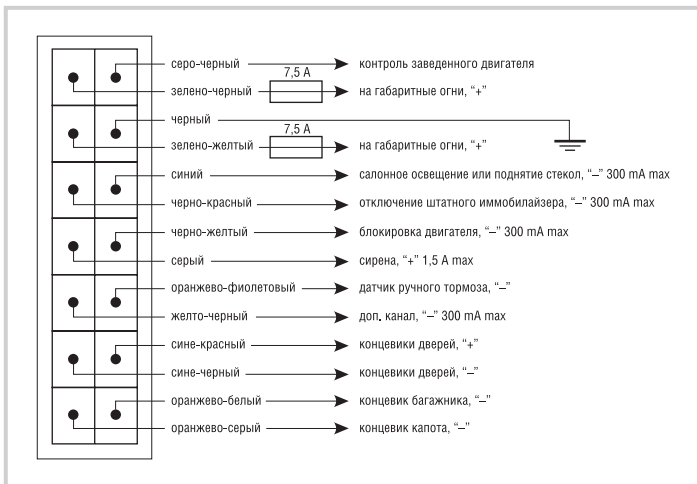 серо-черный контроль заведенного двигателя
7,5 А
зелено-черный на габаритные огни, “+”
черный
7,5 А
зелено-желтый на габаритные огни, “+”
синий салонное освещение или поднятие стекол, “–” 300 mA max
черно-красный отключение штатного иммобилайзера, “–” 300 mA max
черно-желтый блокировка двигателя, “–” 300 mA max
серый сирена, “+” 1,5 А max
оранжево-фиолетовый датчик ручного тормоза, “–”
желто-черный доп. канал, “–” 300 mA max
сине-красный концевики дверей, “+”
сине-черный концевики дверей, “–”
оранжево-белый концевик багажника, “–”
оранжево-серый концевик капота, “–”